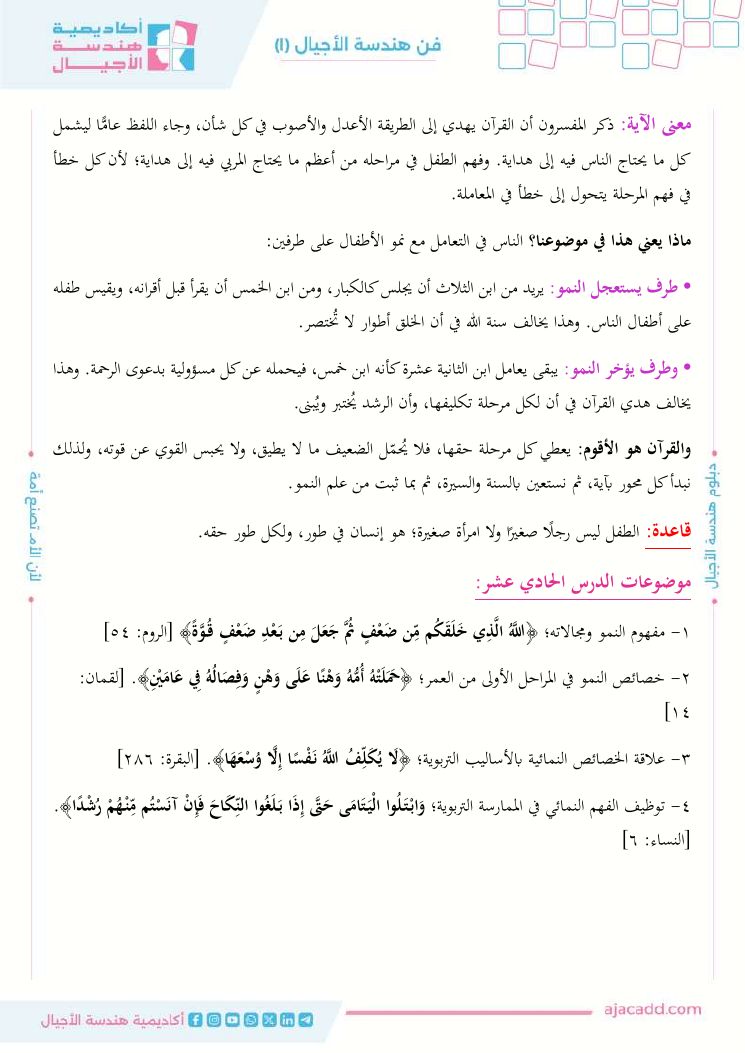 أكاديمية
هندسة
الأجيال
فن هندسة الأجيال (١)
معنى الآية: ذكر المفسرون أن القرآن يهدي إلى الطريقة الأعدل والأصوب في كل شأن، وجاء اللفظ عامًّا ليشمل
كل ما يحتاج الناس فيه إلى هداية. وفهم الطفل في مراحله من أعظم ما يحتاج المربي فيه إلى هداية؛ لأن كل خطأ
في فهم المرحلة يتحول إلى خطأ في المعاملة.
ماذا يعني هذا في موضوعنا؟ الناس في التعامل مع نمو الأطفال على طرفين:
• طرف يستعجل النمو: يريد من ابن الثلاث أن يجلس كالكبار، ومن ابن الخمس أن يقرأ قبل أقرانه، ويقيس طفله
على أطفال الناس. وهذا يخالف سنة الله في أن الخلق أطوار لا تُختصر.
• وطرف يؤخر النمو: يبقى يعامل ابن الثانية عشرة كأنه ابن خمس، فيحمله عن كل مسؤولية بدعوى الرحمة. وهذا
يخالف هدي القرآن في أن لكل مرحلة تكليفها، وأن الرشد يُختبر ويُبنى.
والقرآن هو الأقوم: يعطي كل مرحلة حقها، فلا يُحمّل الضعيف ما لا يطيق، ولا يحبس القوي عن قوته، ولذلك
نبدأ كل محور بآية، ثم نستعين بالسنة والسيرة، ثم بما ثبت من علم النمو.
قاعدة: الطفل ليس رجلًا صغيرًا ولا امرأة صغيرة؛ هو إنسان في طور، ولكل طور حقه.
موضوعات الدرس الحادي عشر:
١- مفهوم النمو ومجالاته؛ ﴿اللَّهُ الَّذِي خَلَقَكُم مِّن ضَعْفٍ ثُمَّ جَعَلَ مِن بَعْدِ ضَعْفٍ قُوَّةً﴾ [الروم: ٥٤]
٢- خصائص النمو في المراحل الأولى من العمر؛ ﴿حَمَلَتْهُ أُمُّهُ وَهْنًا عَلَى وَهْنٍ وَفِصَالُهُ فِي عَامَيْنِ﴾. [لقمان:
١٤]
٣- علاقة الخصائص النمائية بالأساليب التربوية؛ ﴿لَا يُكَلِّفُ اللَّهُ نَفْسًا إِلَّا وُسْعَهَا﴾. [البقرة: ٢٨٦]
٤- توظيف الفهم النمائي في الممارسة التربوية؛ وَابْتَلُوا الْيَتَامَى حَتَّى إِذَا بَلَغُوا النِّكَاحَ فَإِنْ آنَسْتُم مِّنْهُمْ رُشْدًا﴾.
[النساء: ٦]
دبلوم هندسة الأجيال
لأن الأم تصنع أمة
أكاديمية هندسة الأجيال
ajacadd.com